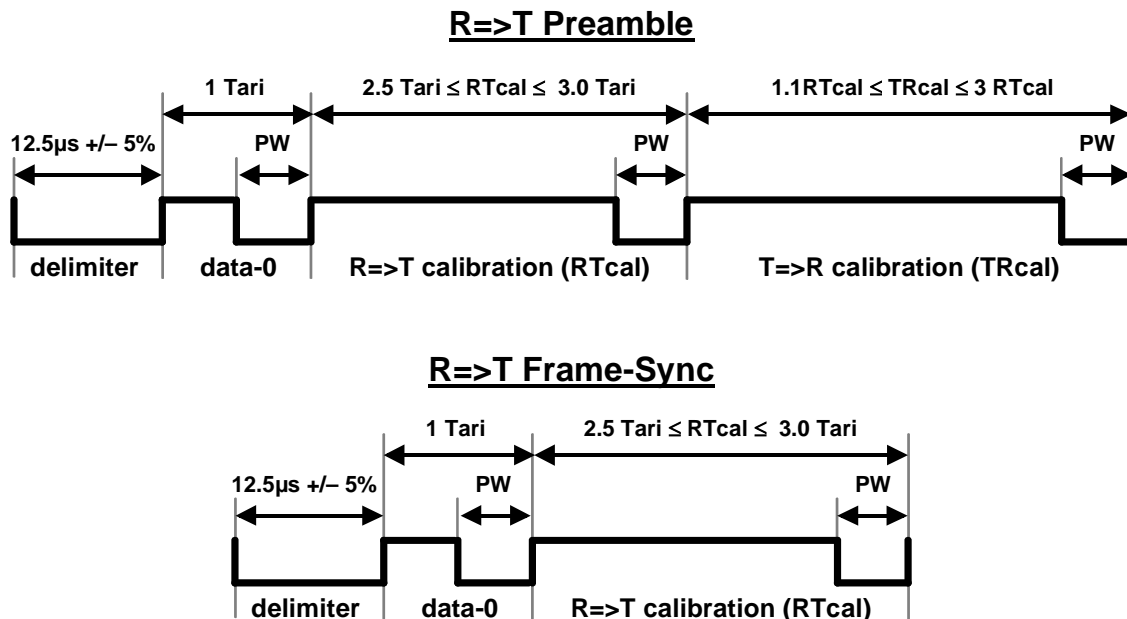 R=>T Preamble
1 Tari
2.5 Tari ≤ RTcal ≤ 3.0 Tari
1.1RTcal ≤ TRcal ≤ 3 RTcal
12.5µs +/– 5%
PW
PW
PW
delimiter
data-0
R=>T calibration (RTcal)
T=>R calibration (TRcal)
R=>T Frame-Sync
1 Tari
2.5 Tari ≤ RTcal ≤ 3.0 Tari
12.5µs +/– 5%
PW
PW
delimiter
data-0
R=>T calibration (RTcal)